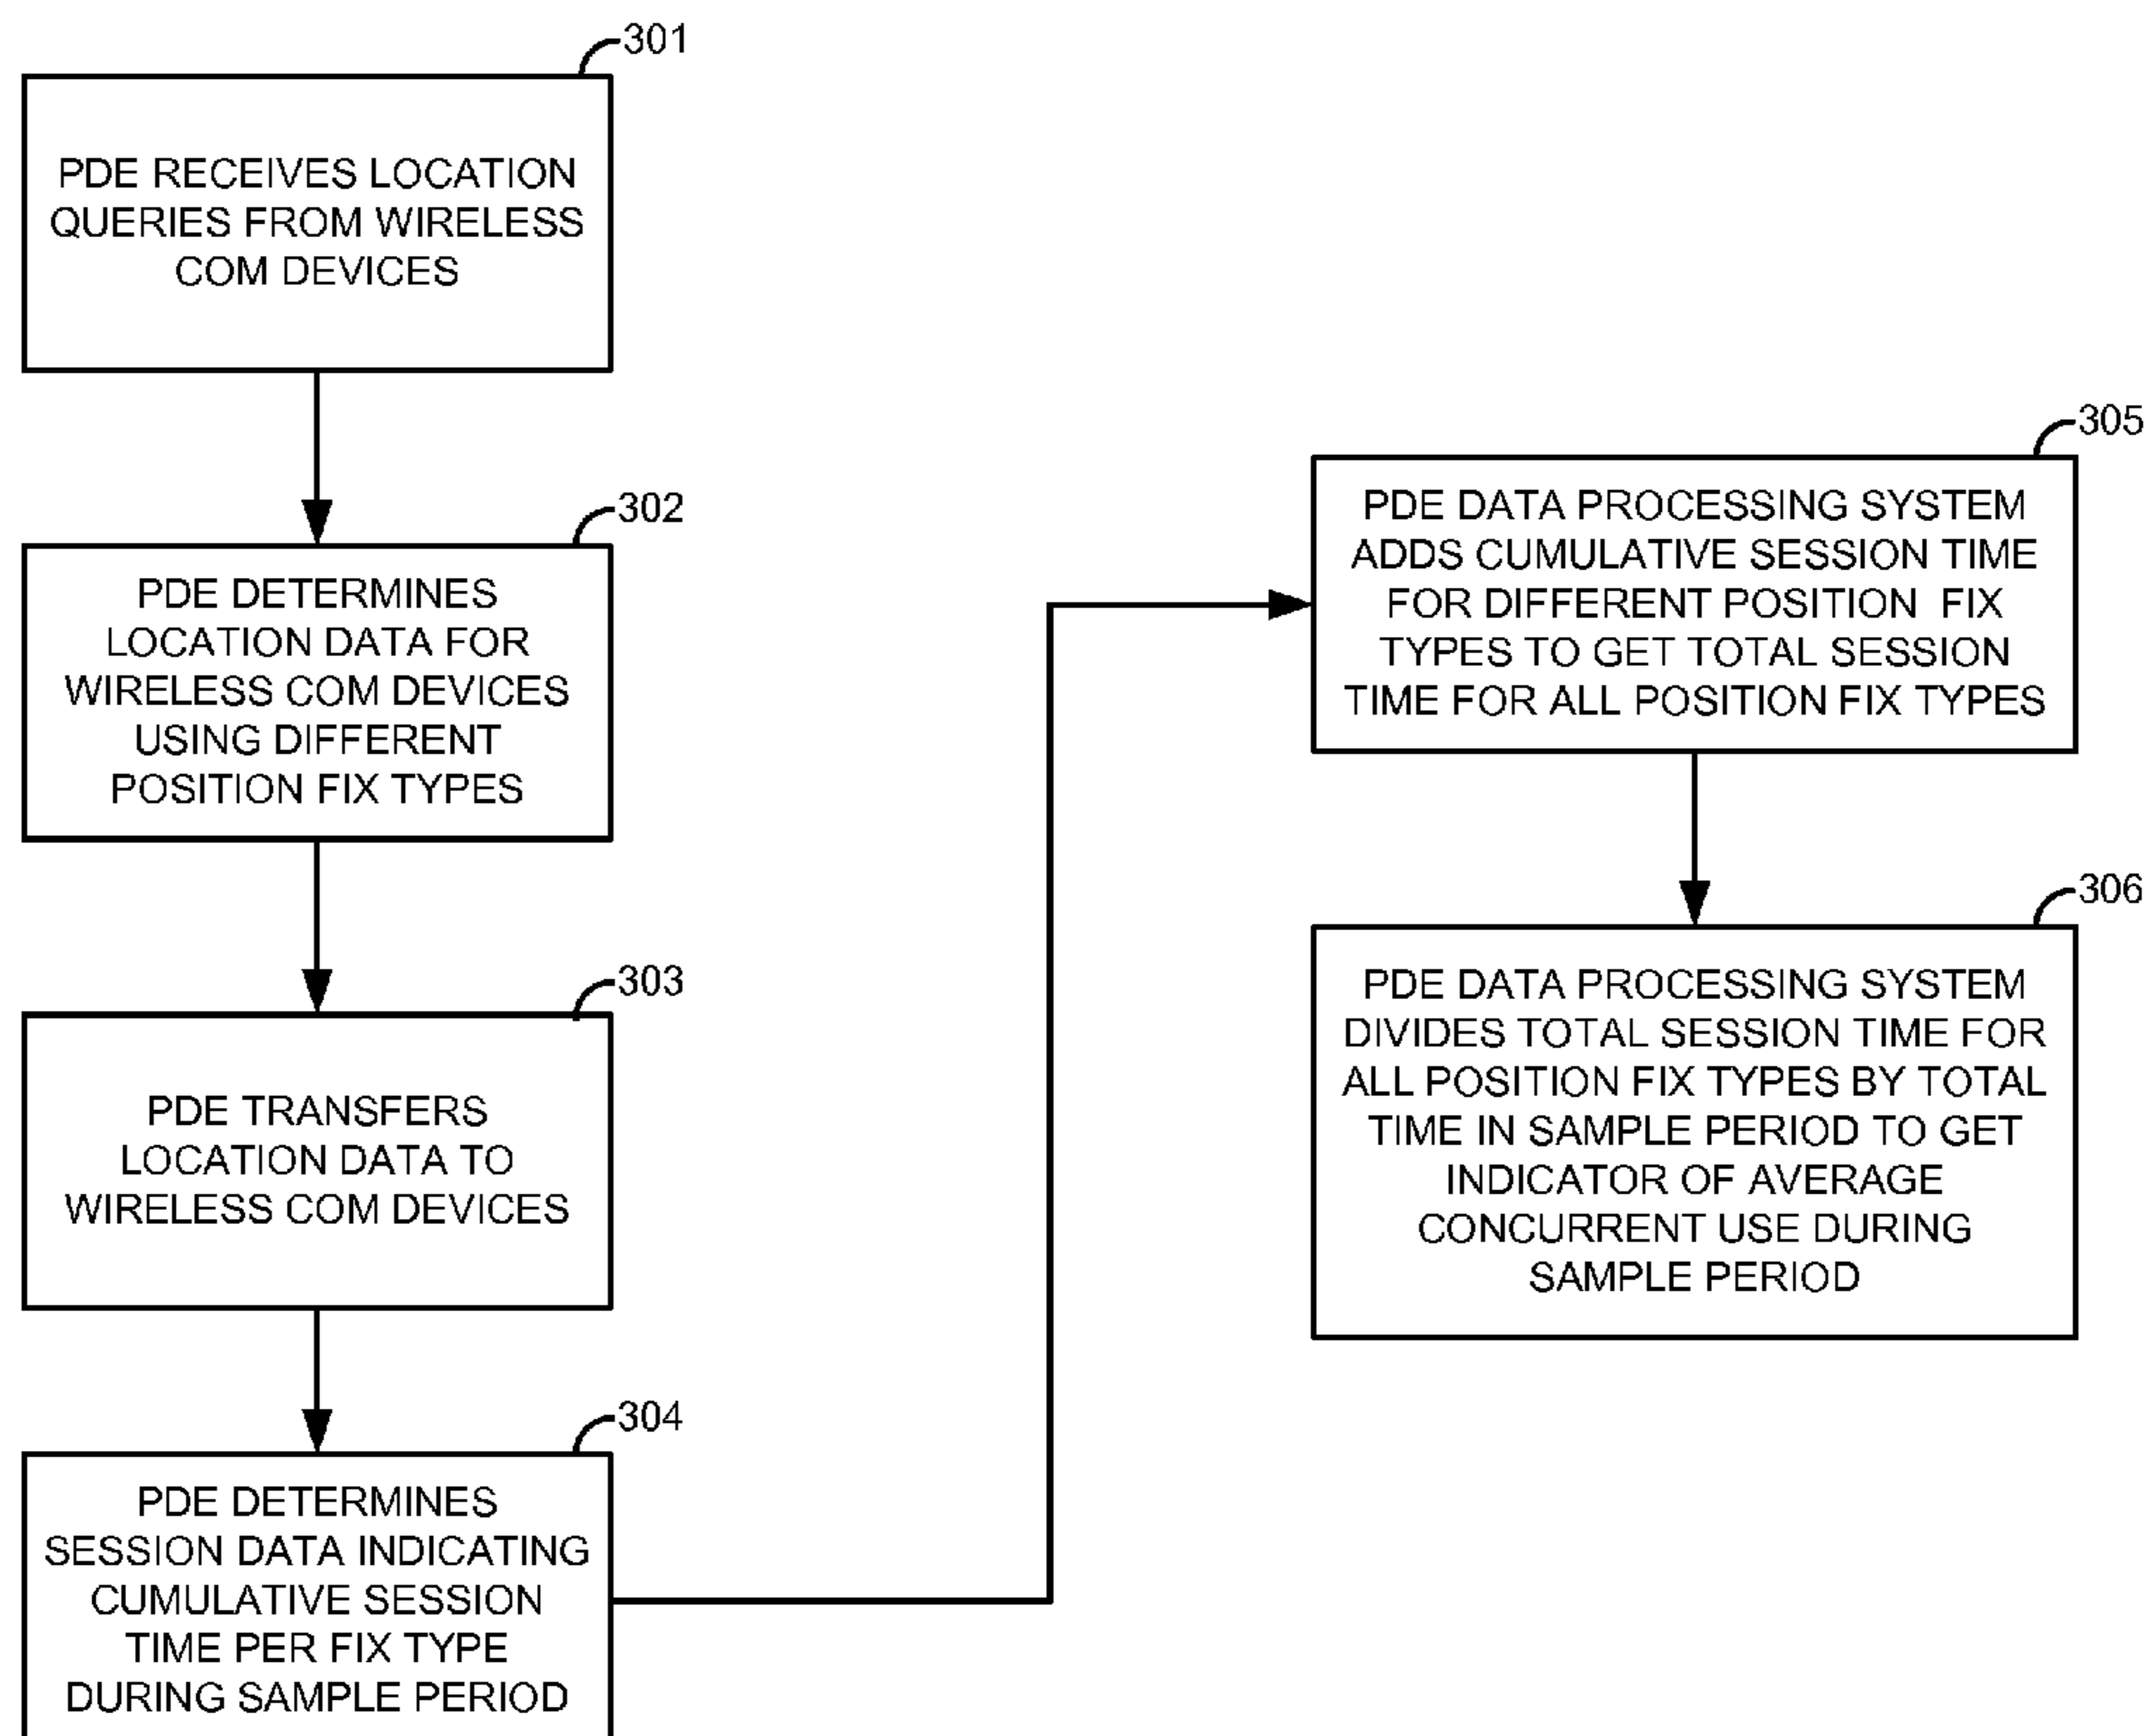 301
PDE RECEIVES LOCATION
QUERIES FROM WIRELESS
COM DEVICES
302
PDE DETERMINES
LOCATION DATA FOR
WIRELESS COM DEVICES
USING DIFFERENT
POSITION FIX TYPES
303
PDE TRANSFERS
LOCATION DATA TO
WIRELESS COM DEVICES
304
PDE DETERMINES
SESSION DATA INDICATING
CUMULATIVE SESSION
TIME PER FIX TYPE
DURING SAMPLE PERIOD
305
PDE DATA PROCESSING SYSTEM
ADDS CUMULATIVE SESSION TIME
FOR DIFFERENT POSITION FIX
TYPES TO GET TOTAL SESSION
TIME FOR ALL POSITION FIX TYPES
306
PDE DATA PROCESSING SYSTEM
DIVIDES TOTAL SESSION TIME FOR
ALL POSITION FIX TYPES BY TOTAL
TIME IN SAMPLE PERIOD TO GET
INDICATOR OF AVERAGE
CONCURRENT USE DURING
SAMPLE PERIOD